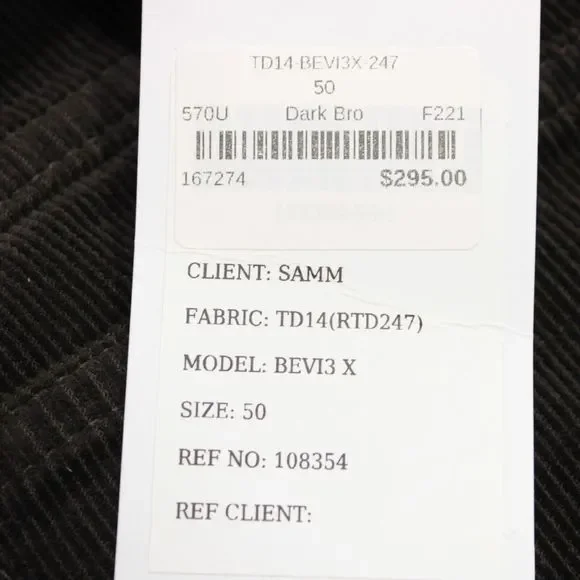 TD14-BEVI3X-247
50
570U Dark Bro F221
167274 $295.00
CLIENT: SAMM
FABRIC: TD14(RTD247)
MODEL: BEVI3 X
SIZE: 50
REF NO: 108354
REF CLIENT: